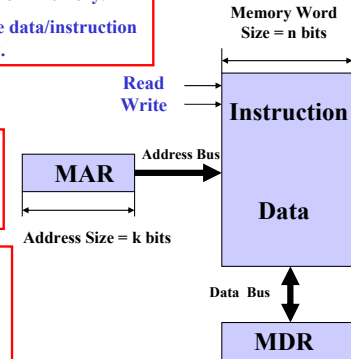 e data/instruction
.
Memory Word
Size = n bits
Read
Write
Instruction
Address Bus
MAR
Data
Address Size = k bits
Data Bus
MDR